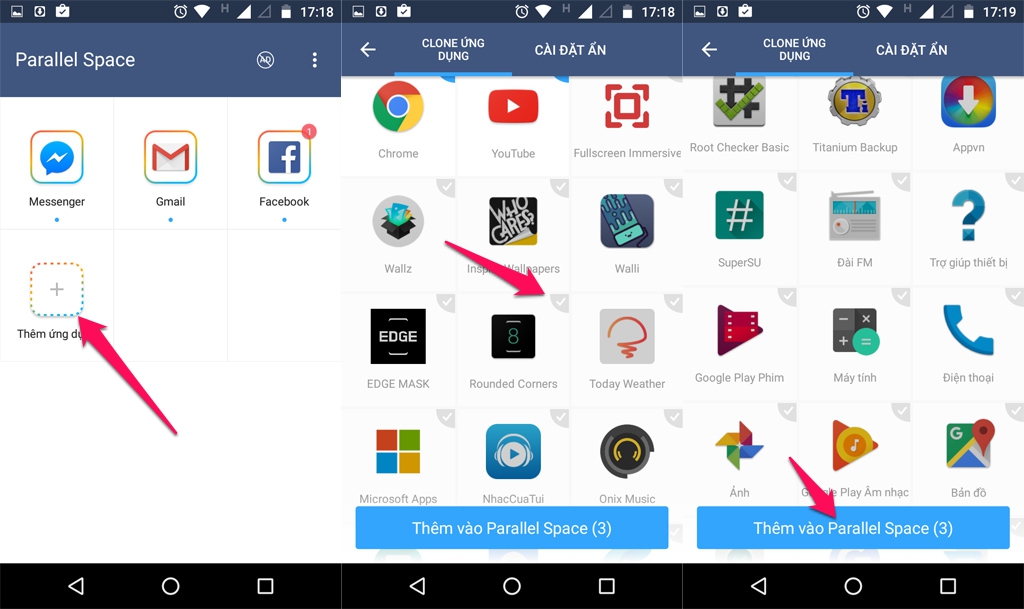 17:18
Parallel Space
AD
Messenger
Gmail
1
Facebook
Thêm ứng dụ
H
17:18
CLONE ỨNG DỤNG
CÀI ĐẶT ẨN
Chrome
YouTube
Fullscreen Immersive
Wallz
WHO CARES?
Inspir Wallpapers
Walli
EDGE
EDGE MASK
8
Rounded Corners
Today Weather
Microsoft Apps
NhacCuaTui
Onix Music
Thêm vào Parallel Space (3)
H
17:19
CLONE ỨNG DỤNG
CÀI ĐẶT ẨN
Root Checker Basic
Ti
Titanium Backup
Appvn
#
SuperSU
Đài FM
?
Trợ giúp thiết bị
Google Play Phim
Máy tính
Điện thoại
Ảnh
Google Play Âm nhạc
G
Bản đồ
Thêm vào Parallel Space (3)